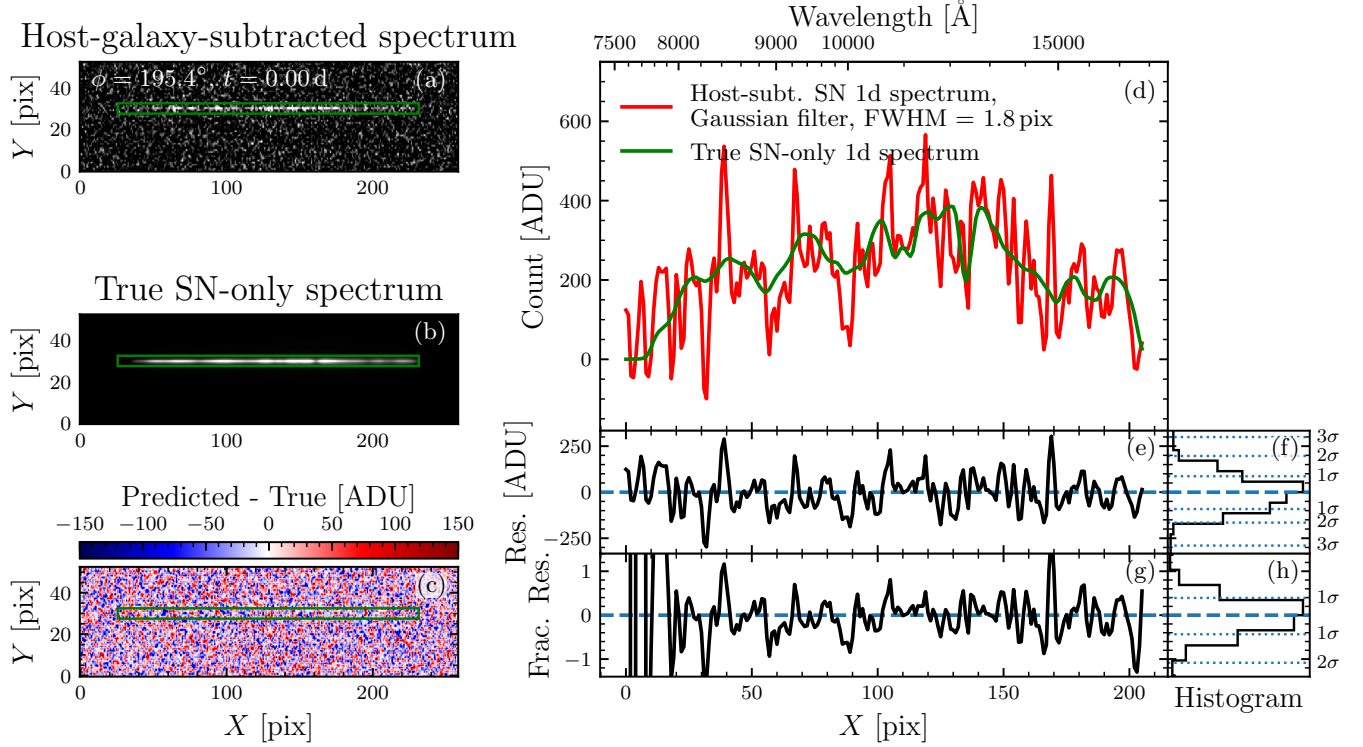 Host-galaxy-subtracted spectrum
ϕ = 195.4°, t = 0.00 d
(a)
Y [pix]
40
20
0
0 100 200
True SN-only spectrum
(b)
Y [pix]
40
20
0
0 100 200
Predicted - True [ADU]
−150 −100 −50 0 50 100 150
(c)
Y [pix]
40
20
0
0 100 200
X [pix]
Wavelength [Å]
7500 8000 9000 10000 15000
(d)
Host-subt. SN 1d spectrum,
Gaussian filter, FWHM = 1.8 pix
True SN-only 1d spectrum
Count [ADU]
600
400
200
0
Res. [ADU]
250
0
−250
(e)
(f)
3σ
2σ
1σ
1σ
2σ
3σ
Frac. Res.
1
0
−1
(g)
(h)
1σ
1σ
2σ
0 50 100 150 200
X [pix]
Histogram